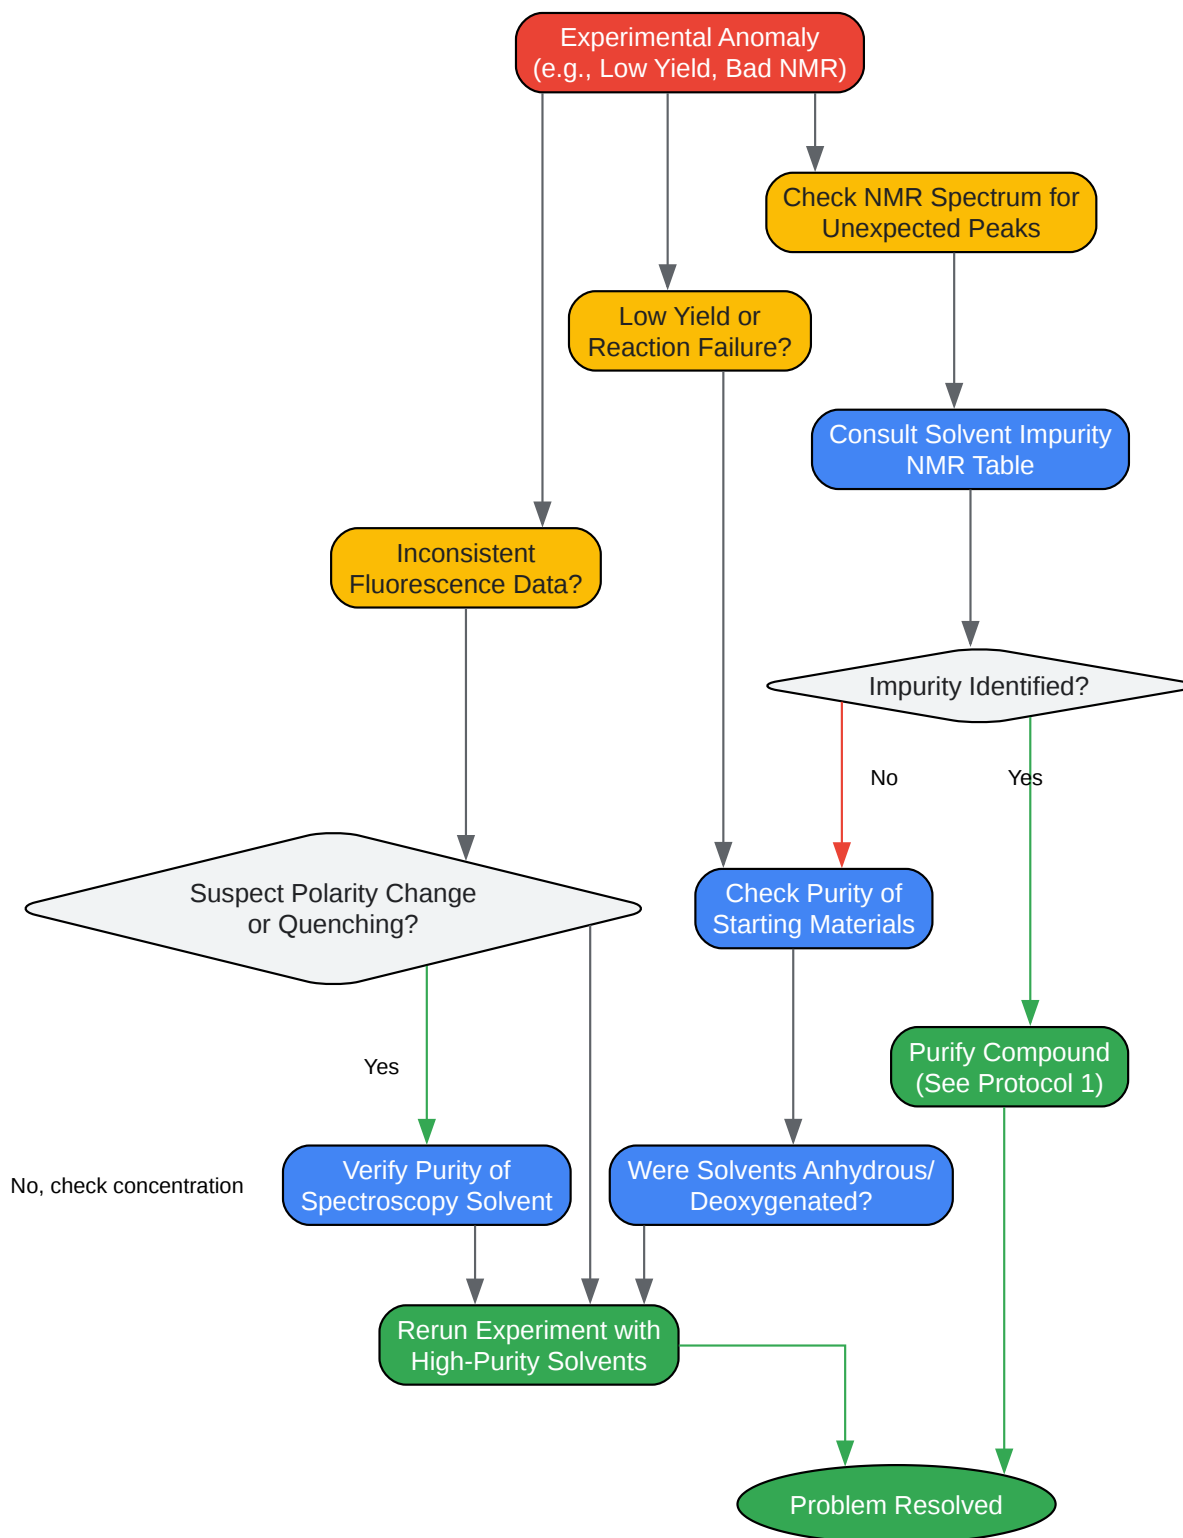 Experimental Anomaly
(e.g., Low Yield, Bad NMR)
Check NMR Spectrum for
Unexpected Peaks
Low Yield or
Reaction Failure?
Consult Solvent Impurity
NMR Table
Inconsistent
Fluorescence Data?
Impurity Identified?
No
Yes
Suspect Polarity Change
or Quenching?
Check Purity of
Starting Materials
Yes
Purify Compound
(See Protocol 1)
No, check concentration
Verify Purity of
Spectroscopy Solvent
Were Solvents Anhydrous/
Deoxygenated?
Rerun Experiment with
High-Purity Solvents
Problem Resolved